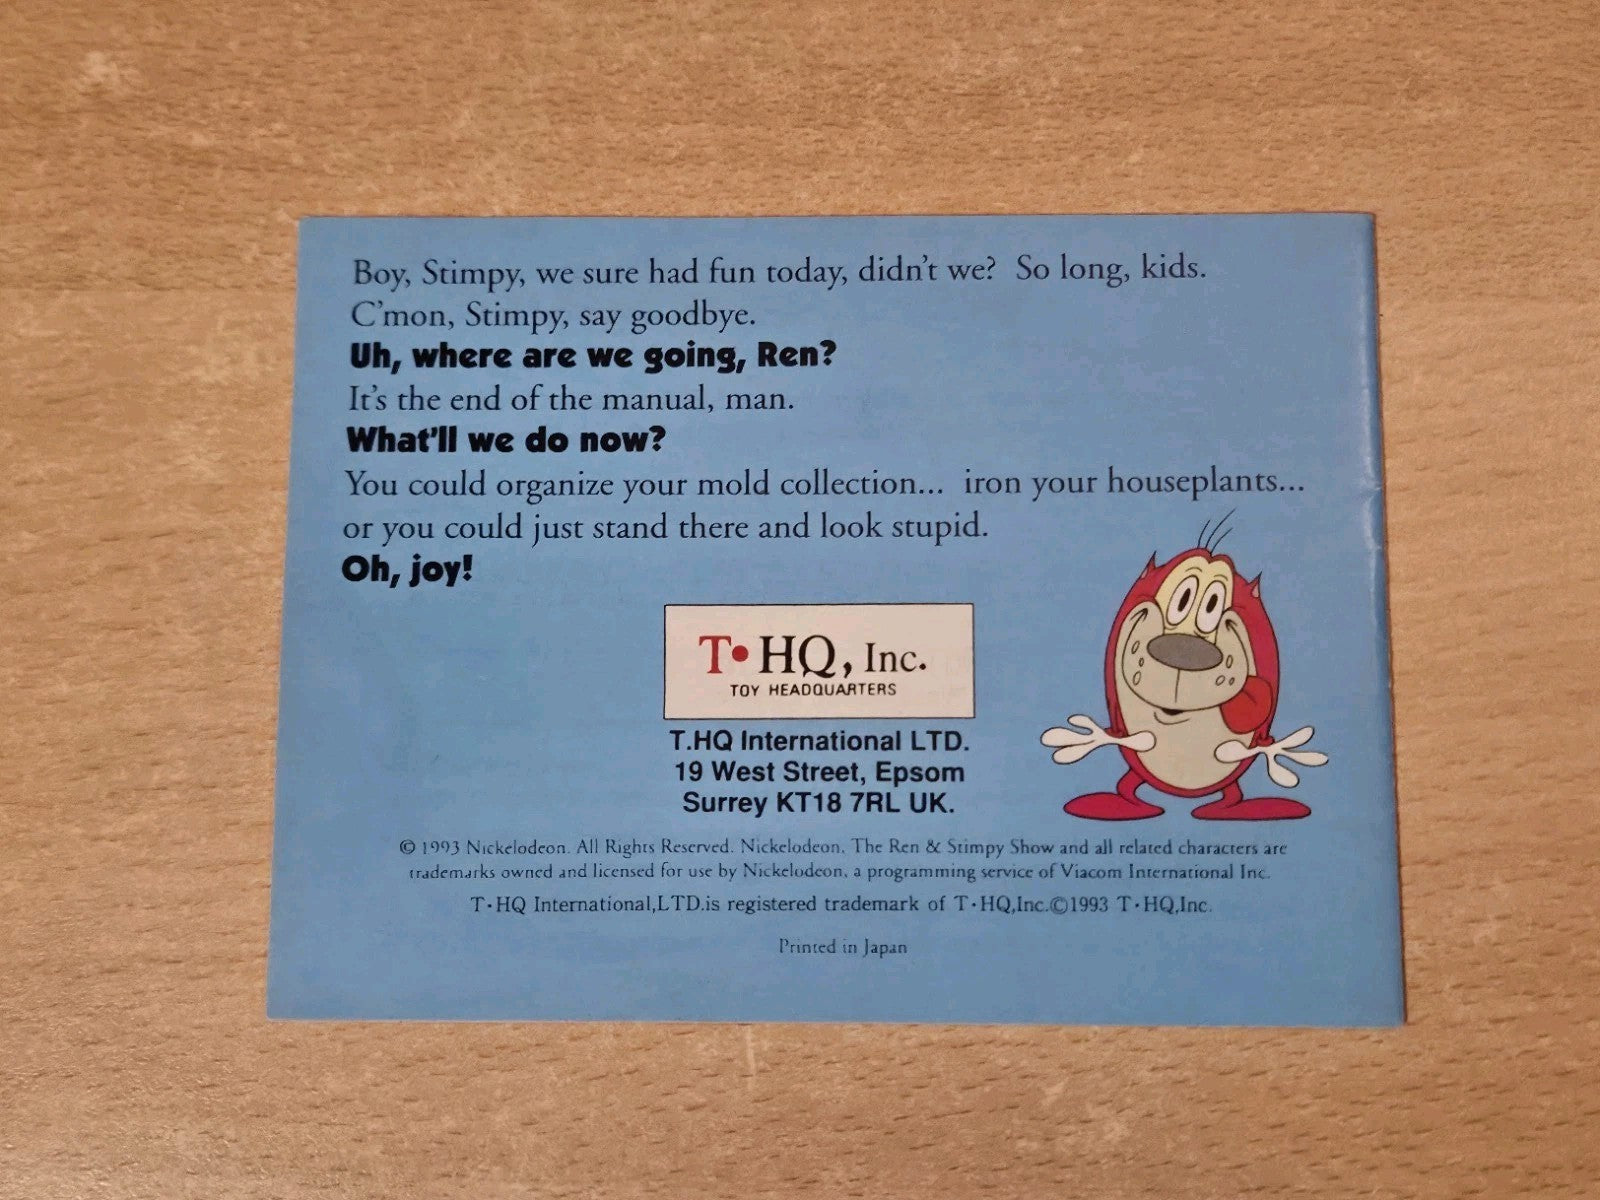 Boy, Stimpy, we sure had fun today, didn't we? So long, kids.
C'mon, Stimpy, say goodbye.
Uh, where are we going, Ren?
It's the end of the manual, man.
What'll we do now?
You could organize your mold collection... iron your houseplants...
or you could just stand there and look stupid.
Oh, joy!
T•HQ, Inc.
TOY HEADQUARTERS
T.HQ International LTD.
19 West Street, Epsom
Surrey KT18 7RL UK.
© 1993 Nickelodeon. All Rights Reserved. Nickelodeon, The Ren & Stimpy Show and all related characters are
trademarks owned and licensed for use by Nickelodeon, a programming service of Viacom International Inc.
T•HQ International,LTD.is registered trademark of T•HQ,Inc.©1993 T•HQ,Inc.
Printed in Japan